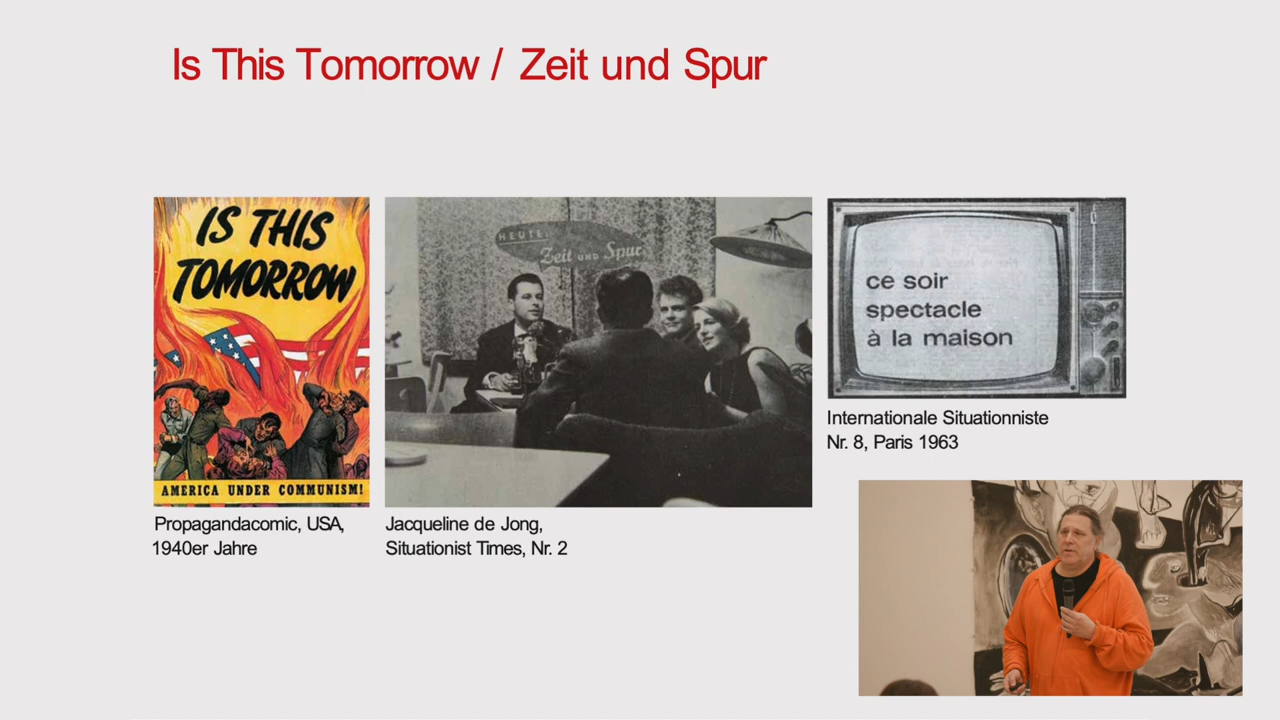 Is This Tomorrow / Zeit und Spur
IS THIS
TOMORROW
AMERICA UNDER COMMUNISM!
Propagandacomic, USA,
1940er Jahre
HEUTE:
Zeit UND Spur
Jacqueline de Jong,
Situationist Times, Nr. 2
ce soir
spectacle
à la maison
Internationale Situationniste
Nr. 8, Paris 1963